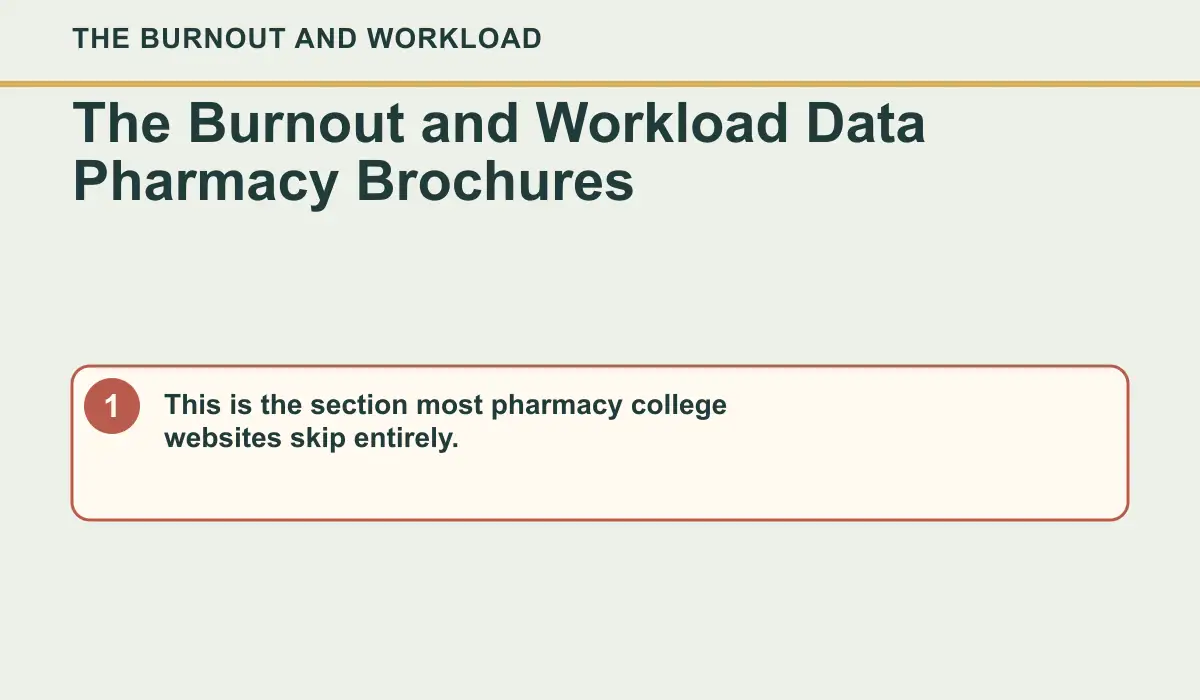 THE BURNOUT AND WORKLOAD
The Burnout and Workload Data
Pharmacy Brochures
1
This is the section most pharmacy college
websites skip entirely.